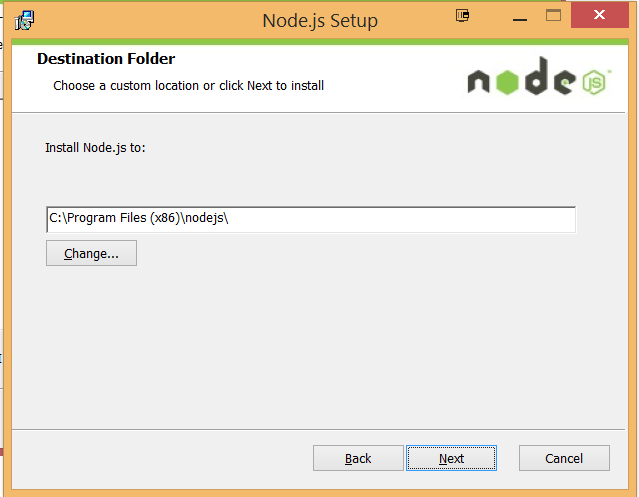 Node.js Setup
Destination Folder
Choose a custom location or click Next to install
node JS
Install Node.js to:
C:\Program Files (x86)\nodejs\
Change...
Back Next Cancel